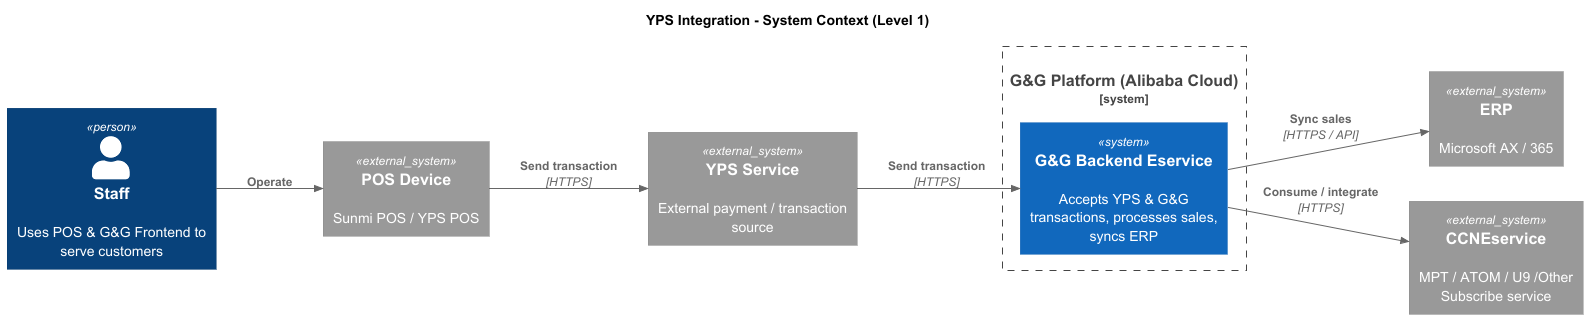 YPS Integration - System Context (Level 1)
«person»
Staff
Uses POS & G&G Frontend to
serve customers
Operate
«external_system»
POS Device
Sunmi POS / YPS POS
Send transaction
[HTTPS]
«external_system»
YPS Service
External payment / transaction
source
Send transaction
[HTTPS]
G&G Platform (Alibaba Cloud)
[system]
«system»
G&G Backend Eservice
Accepts YPS & G&G
transactions, processes sales,
syncs ERP
Sync sales
[HTTPS / API]
«external_system»
ERP
Microsoft AX / 365
Consume / integrate
[HTTPS]
«external_system»
CCNEservice
MPT / ATOM / U9 /Other
Subscribe service